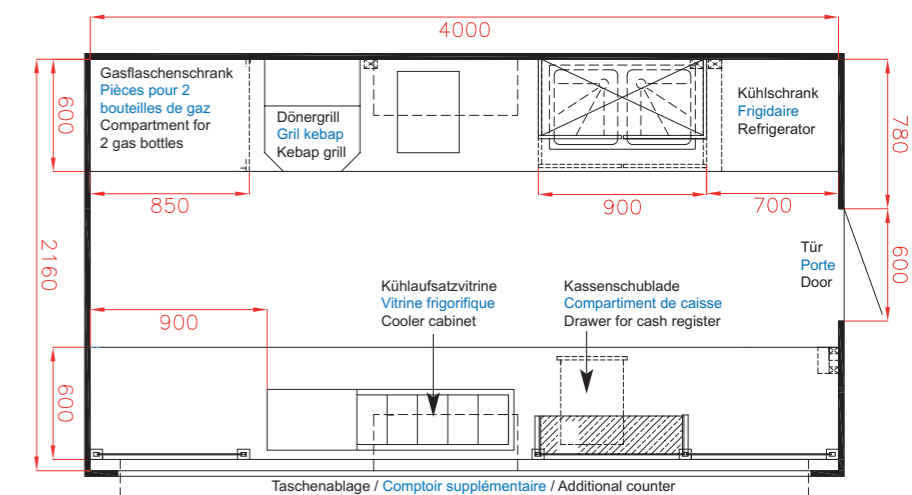 4000
Gasflaschenschrank
Pièces pour 2
bouteilles de gaz
Compartment for
2 gas bottles
600
Dönergrill
Gril kebap
Kebap grill
Kühlschrank
Frigidaire
Refrigerator
780
850
900
700
2160
Tür
Porte
Door
600
900
Kühlaufsatzvitrine
Vitrine frigorifique
Cooler cabinet
Kassenschublade
Compartiment de caisse
Drawer for cash register
600
Taschenablage / Comptoir supplémentaire / Additional counter